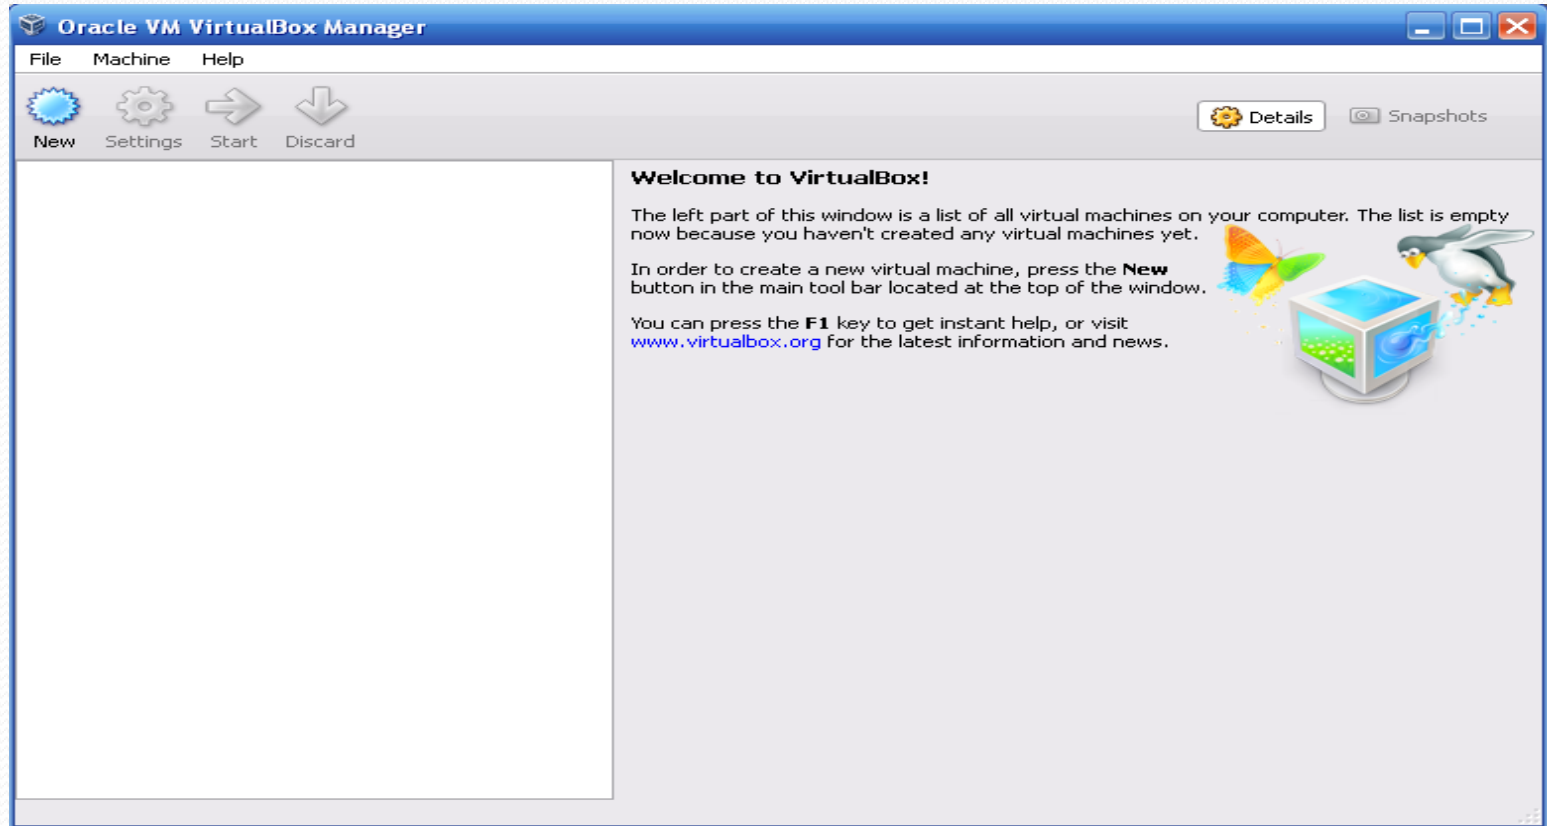 Oracle VM VirtualBox Manager
File Machine Help
New Settings Start Discard
Details Snapshots
Welcome to VirtualBox!
The left part of this window is a list of all virtual machines on your computer. The list is empty
now because you haven't created any virtual machines yet.
In order to create a new virtual machine, press the New
button in the main tool bar located at the top of the window.
You can press the F1 key to get instant help, or visit
www.virtualbox.org for the latest information and news.